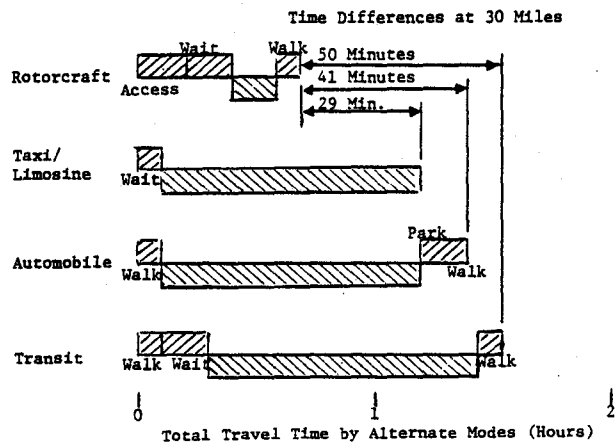 Time Differences at 30 Miles
Wait
Walk
50 Minutes
Rotorcraft
41 Minutes
Access
29 Min.
Taxi/
Limosine
Wait
Park
Automobile
Walk
Walk
Transit
Walk
Wait
Walk
0
1
2
Total Travel Time by Alternate Modes (Hours)